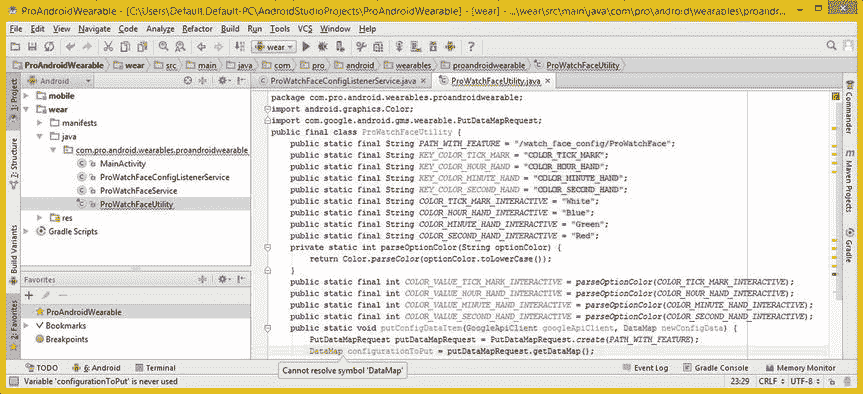 ProAndroidWearable - [C:\Users\Default.Default-PC\AndroidStudioProjects\ProAndroidWearable] - [wear] - ...\wear\src\main\java\com\pro\android\wearables\proandroi...
File Edit View Navigate Code Analyze Refactor Build Run Tools VCS Window Help
wear
ProAndroidWearable wear src main java com pro android wearables proandroidwearable ProWatchFaceUtility
Android
ProWatchFaceConfigListenerService.java ProWatchFaceUtility.java
1: Project
7: Structure
Build Variants
2: Favorites
mobile
wear
manifests
java
com.pro.android.wearables.proandroidwearable
MainActivity
ProWatchFaceConfigListenerService
ProWatchFaceService
ProWatchFaceUtility
res
Gradle Scripts
Favorites
ProAndroidWearable
Bookmarks
Breakpoints
package com.pro.android.wearables.proandroidwearable;
import android.graphics.Color;
import com.google.android.gms.wearable.PutDataMapRequest;
public final class ProWatchFaceUtility {
public static final String PATH_WITH_FEATURE = "/watch_face_config/ProWatchFace";
public static final String KEY_COLOR_TICK_MARK = "COLOR_TICK_MARK";
public static final String KEY_COLOR_HOUR_HAND = "COLOR_HOUR_HAND";
public static final String KEY_COLOR_MINUTE_HAND = "COLOR_MINUTE_HAND";
public static final String KEY_COLOR_SECOND_HAND = "COLOR_SECOND_HAND";
public static final String COLOR_TICK_MARK_INTERACTIVE = "White";
public static final String COLOR_HOUR_HAND_INTERACTIVE = "Blue";
public static final String COLOR_MINUTE_HAND_INTERACTIVE = "Green";
public static final String COLOR_SECOND_HAND_INTERACTIVE = "Red";
private static int parseOptionColor(String optionColor) {
return Color.parseColor(optionColor.toLowerCase());
}
public static final int COLOR_VALUE_TICK_MARK_INTERACTIVE = parseOptionColor(COLOR_TICK_MARK_INTERACTIVE);
public static final int COLOR_VALUE_HOUR_HAND_INTERACTIVE = parseOptionColor(COLOR_HOUR_HAND_INTERACTIVE);
public static final int COLOR_VALUE_MINUTE_HAND_INTERACTIVE = parseOptionColor(COLOR_MINUTE_HAND_INTERACTIVE);
public static final int COLOR_VALUE_SECOND_HAND_INTERACTIVE = parseOptionColor(COLOR_SECOND_HAND_INTERACTIVE);
public static void putConfigDataItem(GoogleApiClient googleApiClient, DataMap newConfigData) {
PutDataMapRequest putDataMapRequest = PutDataMapRequest.create(PATH_WITH_FEATURE);
DataMap configurationToPut = putDataMapRequest.getDataMap();
Cannot resolve symbol 'DataMap'
Commander
Maven Projects
Gradle
TODO 6: Android Terminal Event Log Gradle Console Memory Monitor
Variable 'configurationToPut' is never used 23:29 CRLF UTF-8